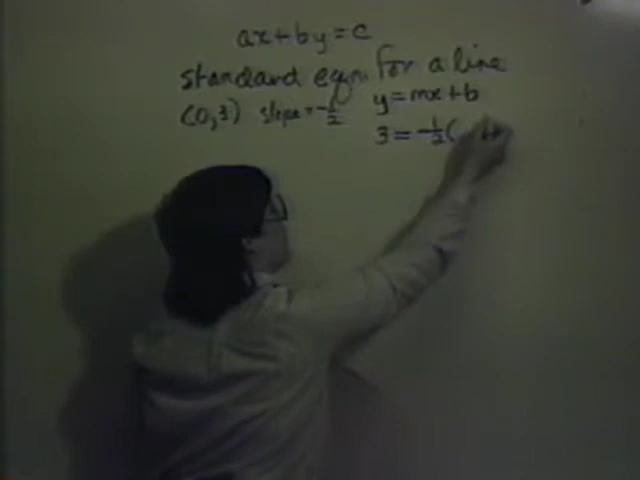 ax+by=c
standard eqn. for a line
(0,3) slope=-1/2 y=mx+b
3=-1/2(